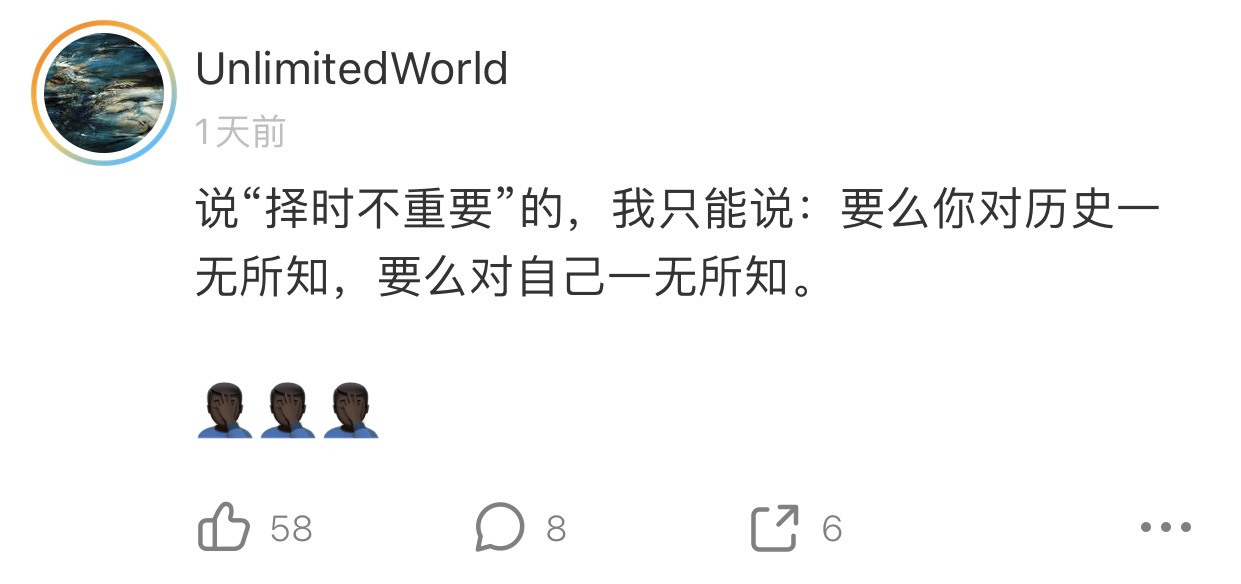 UnlimitedWorld
1天前
说“择时不重要”的，我只能说：要么你对历史一
无所知，要么对自己一无所知。
🤦🏿‍♂️🤦🏿‍♂️🤦🏿‍♂️
58 8 6